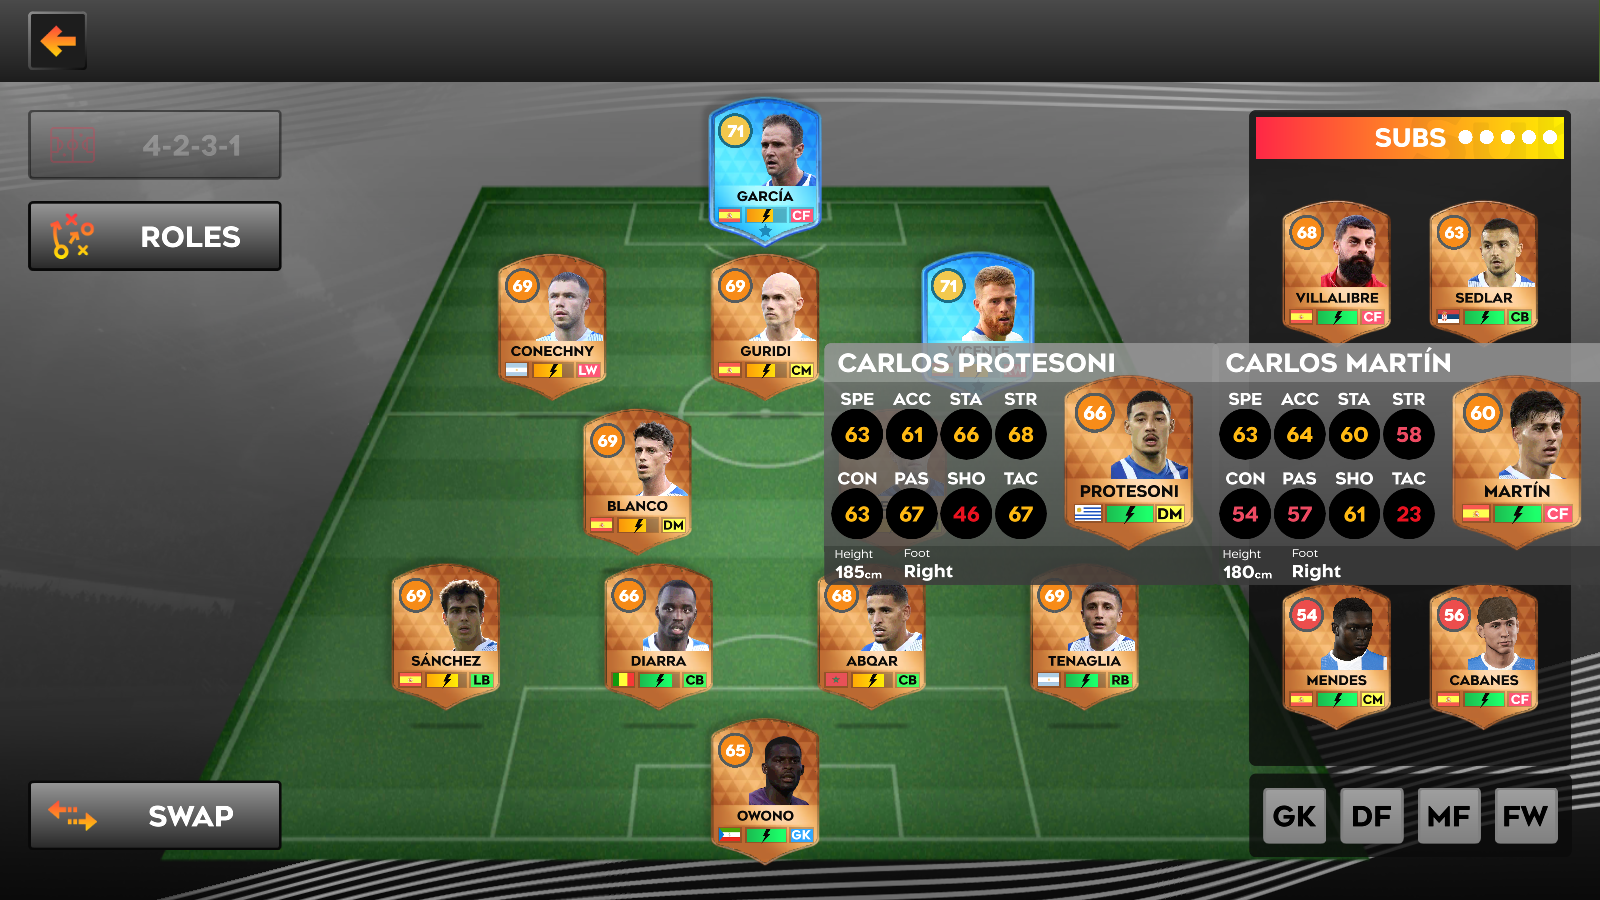 4-2-3-1
ROLES
SUBS
71
GARCÍA
CF
69
CONECHNY
LW
69
GURIDI
CM
71
VICENTE
68
VILLALIBRE
CF
63
SEDLAR
CB
69
BLANCO
DM
CARLOS PROTESONI
SPE ACC STA STR
63 61 66 68
CON PAS SHO TAC
63 67 46 67
Height Foot
185cm Right
66
PROTESONI
DM
CARLOS MARTÍN
SPE ACC STA STR
63 64 60 58
CON PAS SHO TAC
54 57 61 23
Height Foot
180cm Right
60
MARTÍN
CF
69
SÁNCHEZ
LB
66
DIARRA
CB
68
ABQAR
CB
69
TENAGLIA
RB
54
MENDES
CM
56
CABANES
CF
65
OWONO
GK
SWAP
GK DF MF FW